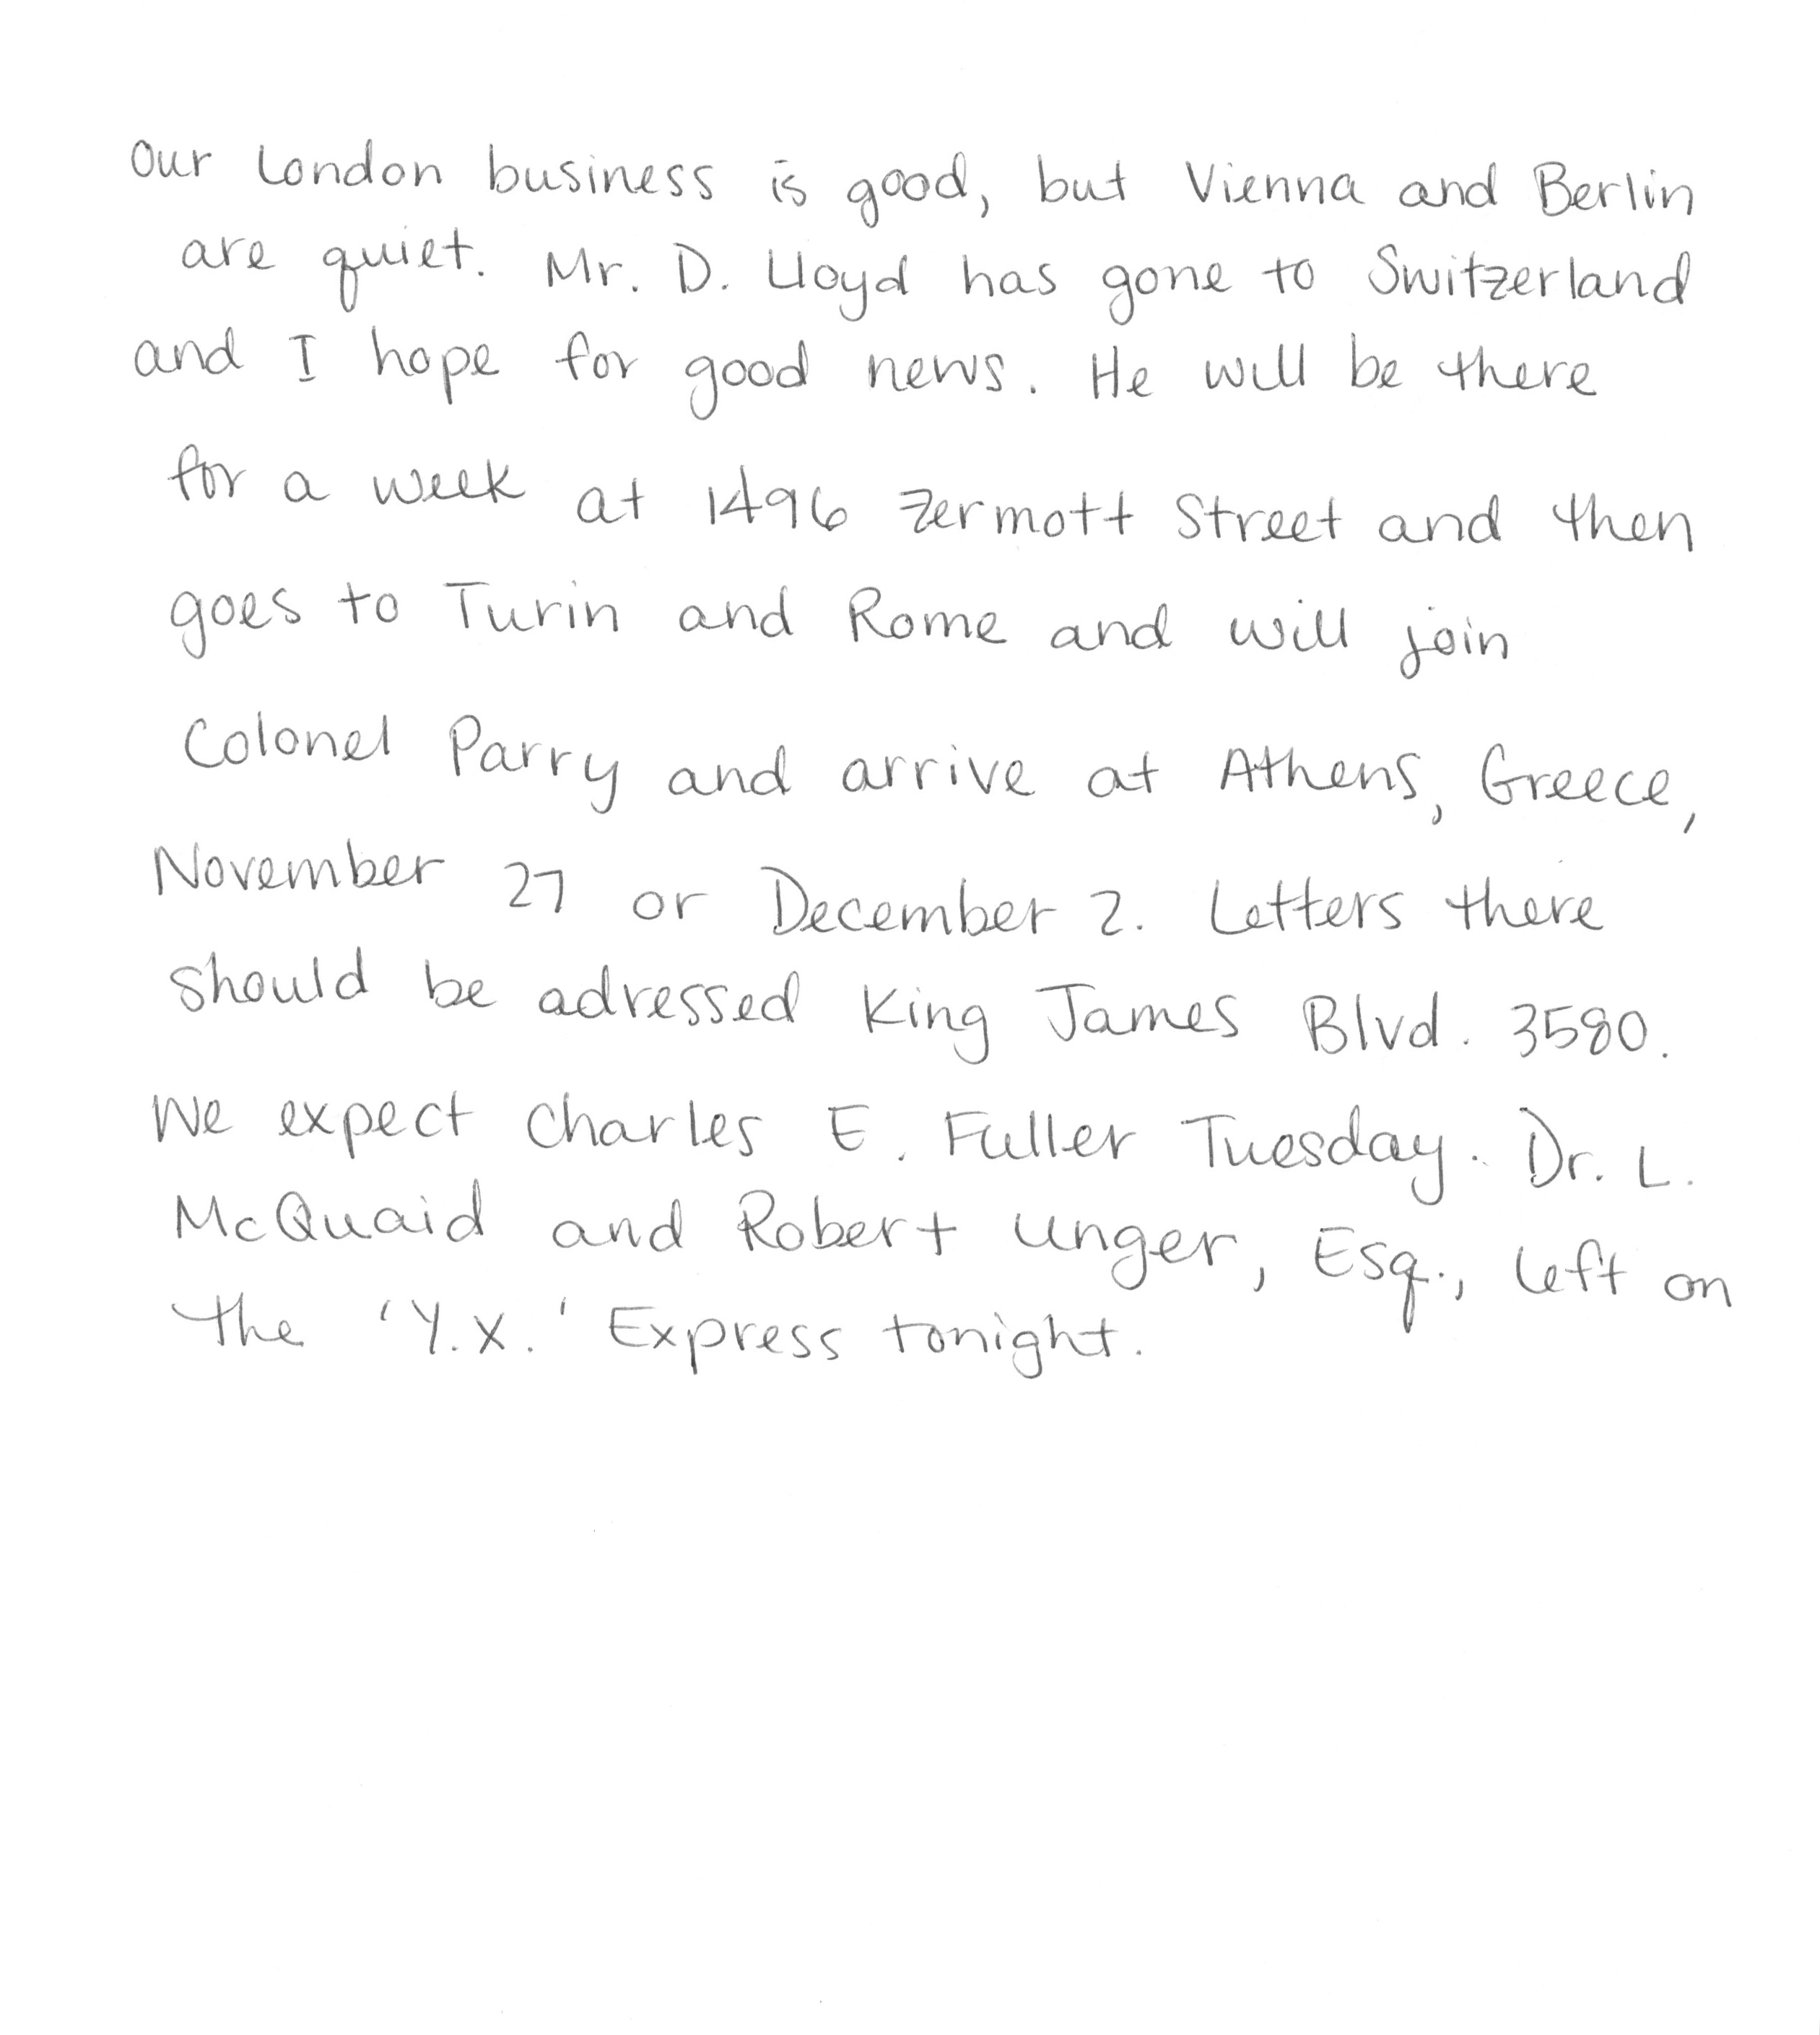 Our London business is good, but Vienna and Berlin
are quiet. Mr. D. Lloyd has gone to Switzerland
and I hope for good news. He will be there
for a week at 1496 Zermott Street and then
goes to Turin and Rome and will join
Colonel Parry and arrive at Athens, Greece,
November 27 or December 2. Letters there
should be adressed King James Blvd. 3580.
We expect Charles E. Fuller Tuesday. Dr. L.
McQuaid and Robert Unger, Esq., left on
the 'Y.X.' Express tonight.